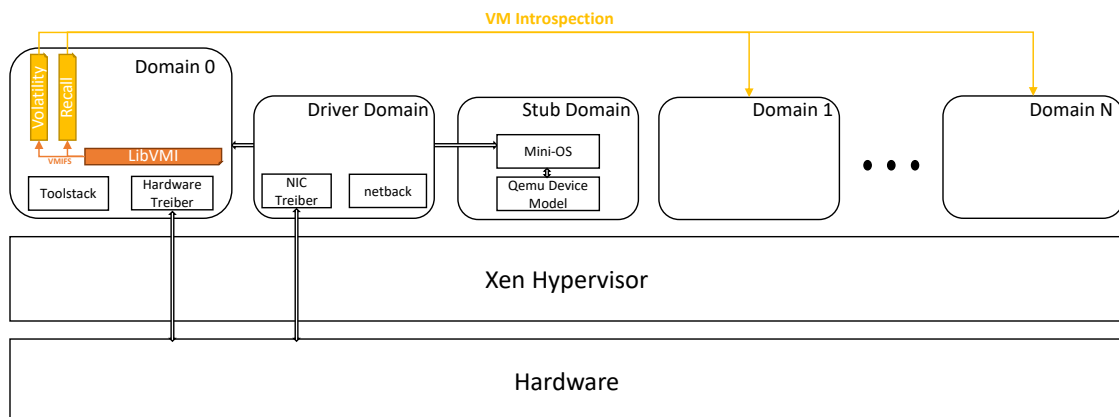 VM Introspection
Domain 0
Volatility
Recall
LibVMI
VMIFS
Toolstack
Hardware
Treiber
Driver Domain
NIC
Treiber
netback
Stub Domain
Mini-OS
Qemu Device
Model
Domain 1
Domain N
Xen Hypervisor
Hardware